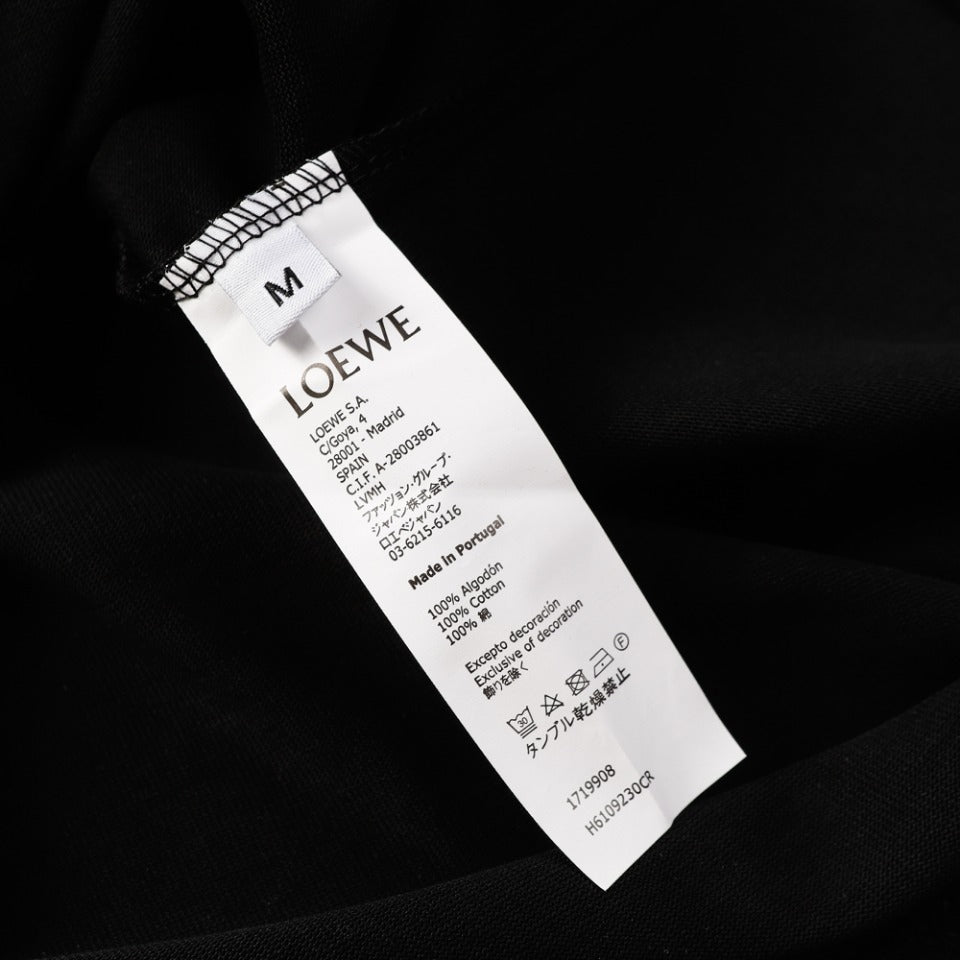 M
LOEWE
LOEWE S.A.
C/Goya, 4
28001 - Madrid
SPAIN
C.I.F. A-28003861
LVMH
ファッション・グループ・
ジャパン株式会社
ロエベジャパン
03-6215-6116
Made in Portugal
100% Algodón
100% Cotton
100% 綿
Excepto decoración
Exclusive of decoration
飾りを除く
30 F
タンブル乾燥禁止
1719908
H6109230CR